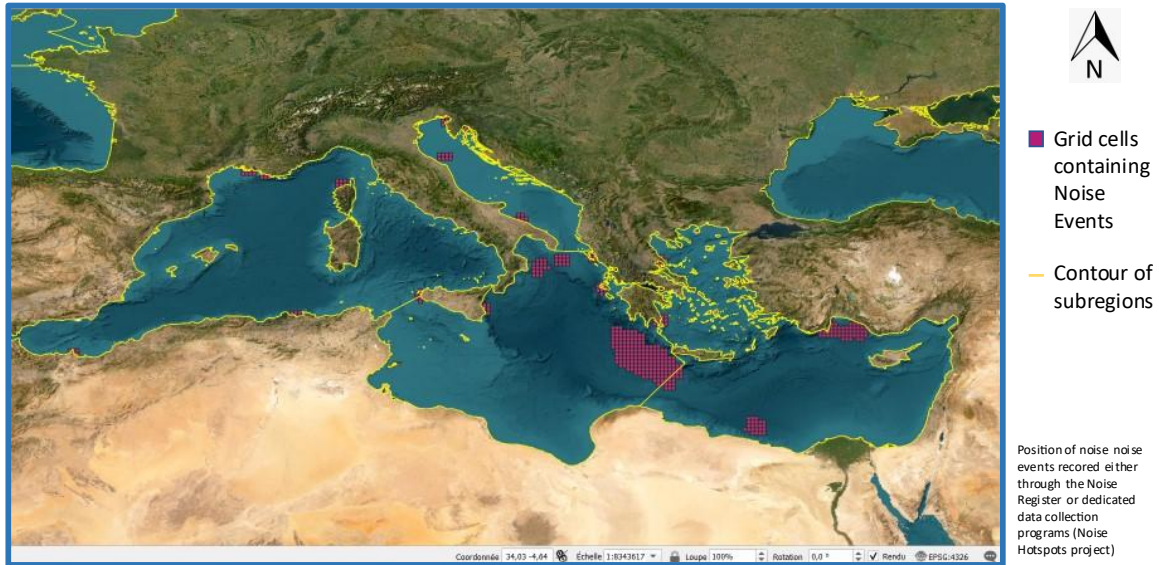 N
Grid cells
containing
Noise
Events
Contour of
subregions
Position of noise noise
events recored either
through the Noise
Register or dedicated
data collection
programs (Noise
Hotspots project)
Coordonnée 34,03 -4,64 Échelle 1:8343617 Loupe 100% Rotation 0,0 ° Rendu EPSG:4326